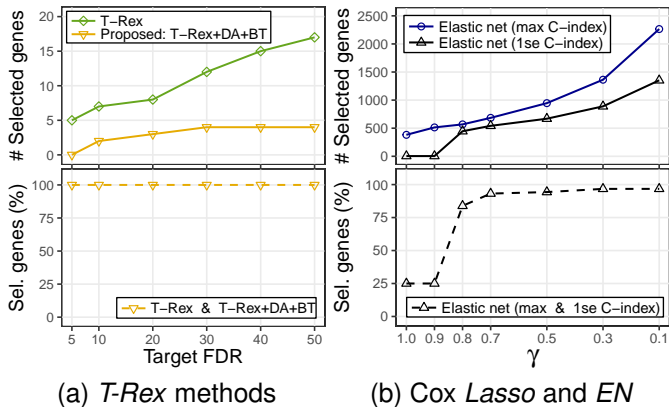 # Selected genes
20
15
10
5
0
T-Rex
Proposed: T-Rex+DA+BT
Sel. genes (%)
100
75
50
25
0
T-Rex & T-Rex+DA+BT
5 10 20 30 40 50
Target FDR
(a) T-Rex methods
# Selected genes
2500
2000
1500
1000
500
0
Elastic net (max C-index)
Elastic net (1se C-index)
Sel. genes (%)
100
75
50
25
0
Elastic net (max & 1se C-index)
1.0 0.9 0.8 0.7 0.5 0.3 0.1
γ
(b) Cox Lasso and EN